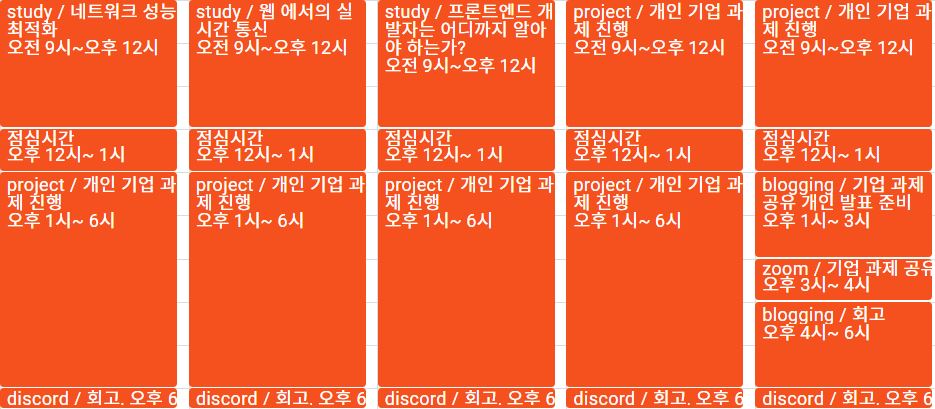 study / 네트워크 성능
최적화
오전 9시~오후 12시
점심시간
오후 12시~ 1시
project / 개인 기업 과
제 진행
오후 1시~ 6시
discord / 회고. 오후 6
study / 웹 에서의 실
시간 통신
오전 9시~오후 12시
점심시간
오후 12시~ 1시
project / 개인 기업 과
제 진행
오후 1시~ 6시
discord / 회고. 오후 6
study / 프론트엔드 개
발자는 어디까지 알아
야 하는가?
오전 9시~오후 12시
점심시간
오후 12시~ 1시
project / 개인 기업 과
제 진행
오후 1시~ 6시
discord / 회고. 오후 6
project / 개인 기업 과
제 진행
오전 9시~오후 12시
점심시간
오후 12시~ 1시
project / 개인 기업 과
제 진행
오후 1시~ 6시
discord / 회고. 오후 6
project / 개인 기업 과
제 진행
오전 9시~오후 12시
점심시간
오후 12시~ 1시
blogging / 기업 과제
공유 개인 발표 준비
오후 1시~ 3시
zoom / 기업 과제 공유
오후 3시~ 4시
blogging / 회고
오후 4시~ 6시
discord / 회고. 오후 6